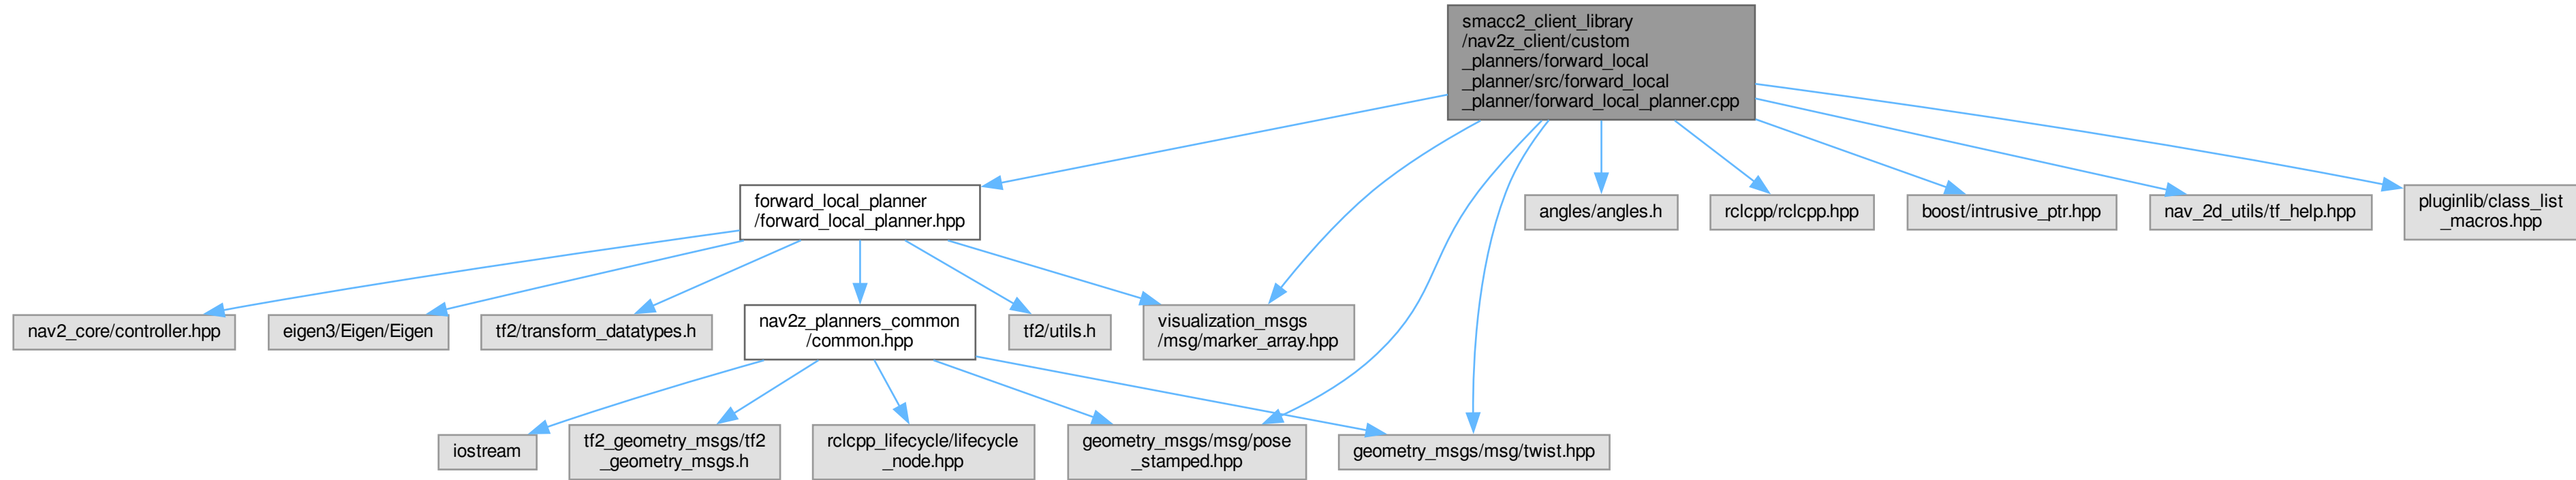 smacc2_client_library
/nav2z_client/custom
_planners/forward_local
_planner/src/forward_local
_planner/forward_local_planner.cpp
forward_local_planner
/forward_local_planner.hpp
angles/angles.h
rclcpp/rclcpp.hpp
boost/intrusive_ptr.hpp
nav_2d_utils/tf_help.hpp
pluginlib/class_list
_macros.hpp
nav2_core/controller.hpp
eigen3/Eigen/Eigen
tf2/transform_datatypes.h
nav2z_planners_common
/common.hpp
tf2/utils.h
visualization_msgs
/msg/marker_array.hpp
iostream
tf2_geometry_msgs/tf2
_geometry_msgs.h
rclcpp_lifecycle/lifecycle
_node.hpp
geometry_msgs/msg/pose
_stamped.hpp
geometry_msgs/msg/twist.hpp